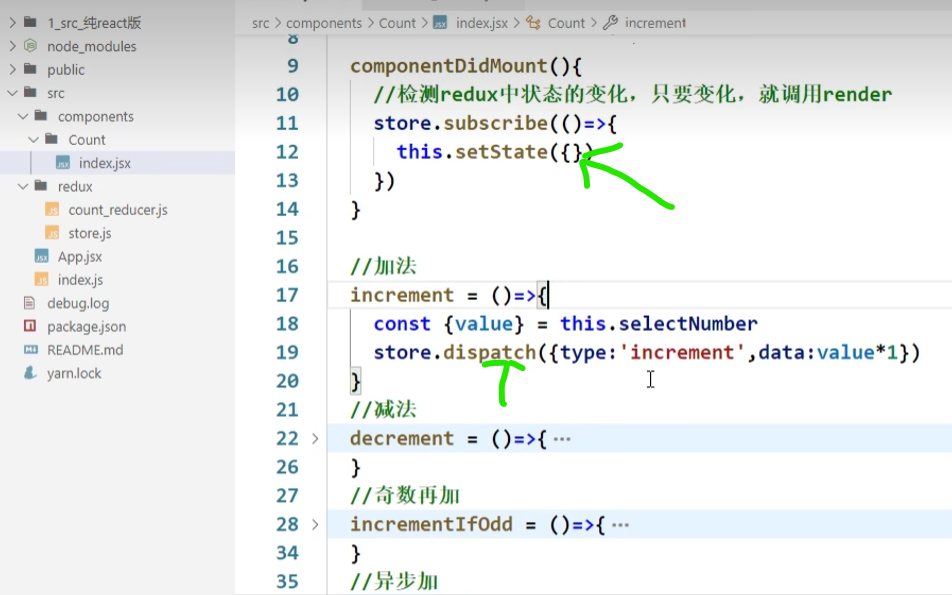 1_src_纯react版
node_modules
public
src
components
Count
index.jsx
redux
count_reducer.js
store.js
App.jsx
index.js
debug.log
package.json
README.md
yarn.lock
src > components > Count > index.jsx > Count > increment
8
9 componentDidMount(){
10 //检测redux中状态的变化，只要变化，就调用render
11 store.subscribe(()=>{
12 this.setState({})
13 })
14 }
15
16 //加法
17 increment = ()=>{
18 const {value} = this.selectNumber
19 store.dispatch({type:'increment',data:value*1})
20 }
21 //减法
22 decrement = ()=>{ ···
26 }
27 //奇数再加
28 incrementIfOdd = ()=>{ ···
34 }
35 //异步加